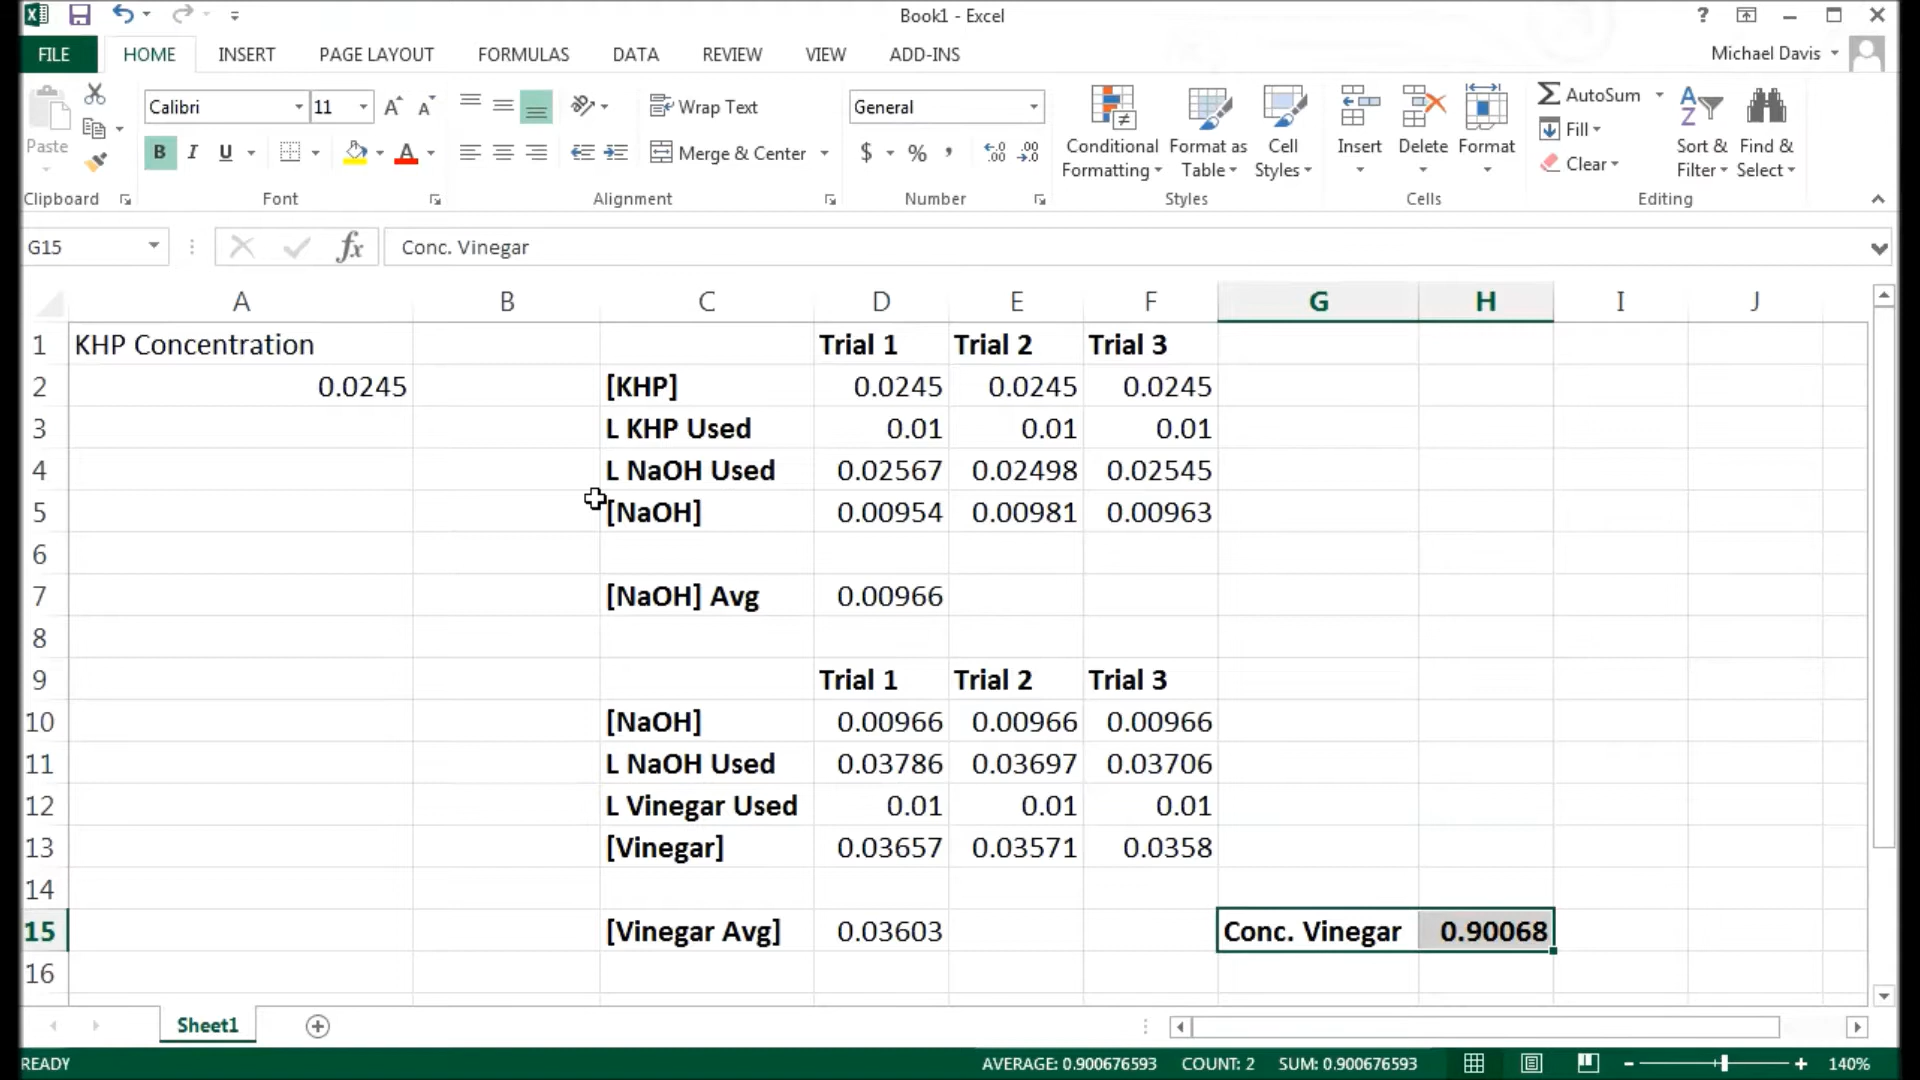 Book1 - Excel
?
FILE HOME INSERT PAGE LAYOUT FORMULAS DATA REVIEW VIEW ADD-INS
Michael Davis
Paste
Calibri 11
B I U
Wrap Text
Merge & Center
General
$ % ,
Conditional Formatting
Format as Table
Cell Styles
Insert
Delete
Format
AutoSum
Fill
Clear
Sort & Filter
Find & Select
Clipboard Font Alignment Number Styles Cells Editing
G15 fx Conc. Vinegar
A B C D E F G H I J
1 KHP Concentration Trial 1 Trial 2 Trial 3
2 0.0245 [KHP] 0.0245 0.0245 0.0245
3 L KHP Used 0.01 0.01 0.01
4 L NaOH Used 0.02567 0.02498 0.02545
5 [NaOH] 0.00954 0.00981 0.00963
6
7 [NaOH] Avg 0.00966
8
9 Trial 1 Trial 2 Trial 3
10 [NaOH] 0.00966 0.00966 0.00966
11 L NaOH Used 0.03786 0.03697 0.03706
12 L Vinegar Used 0.01 0.01 0.01
13 [Vinegar] 0.03657 0.03571 0.0358
14
15 [Vinegar Avg] 0.03603 Conc. Vinegar 0.90068
16
Sheet1
READY AVERAGE: 0.900676593 COUNT: 2 SUM: 0.900676593 140%